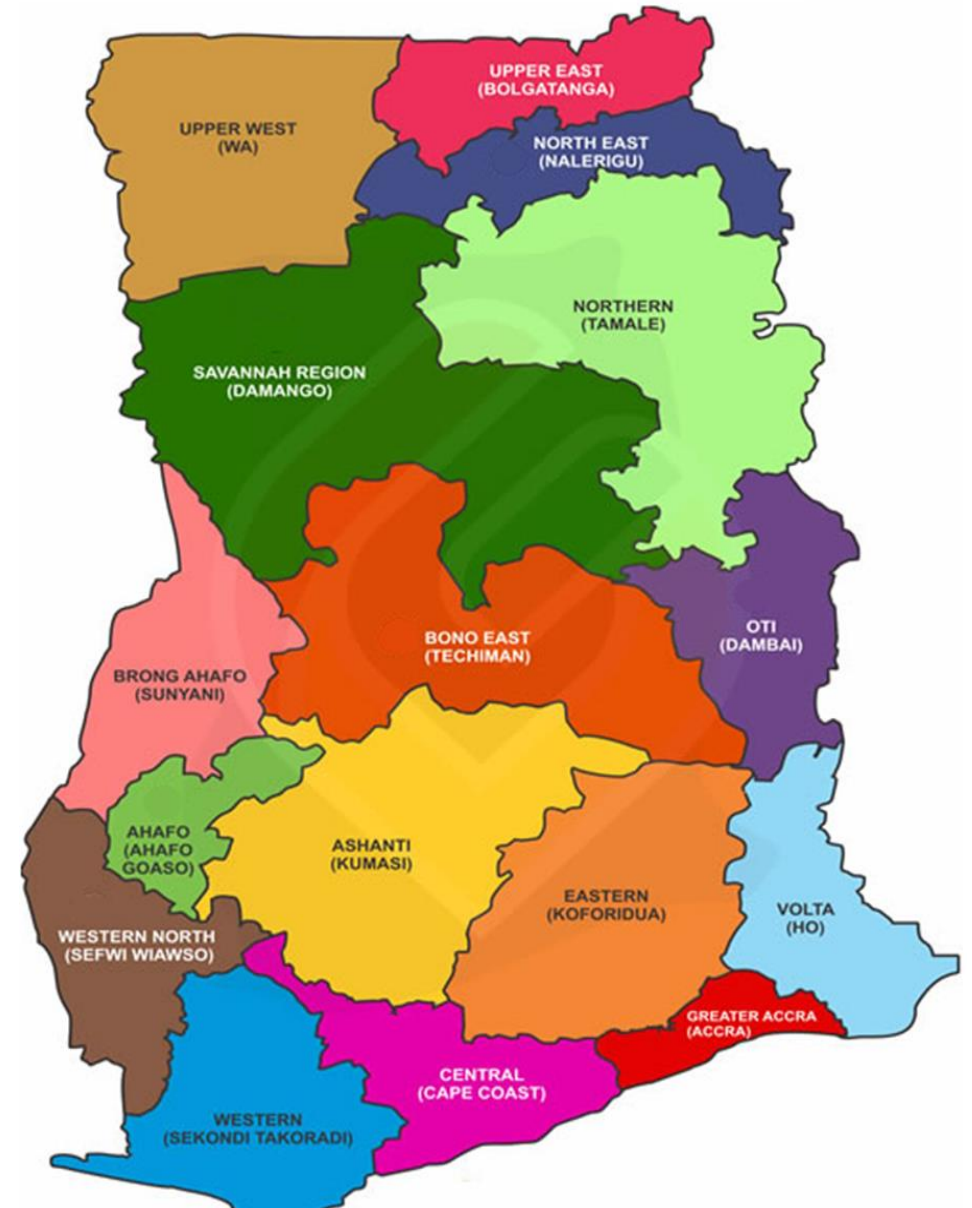 UPPER EAST
(BOLGATANGA)
UPPER WEST
(WA)
NORTH EAST
(NALERIGU)
NORTHERN
(TAMALE)
SAVANNAH REGION
(DAMANGO)
OTI
(DAMBAI)
BONO EAST
(TECHIMAN)
BRONG AHAFO
(SUNYANI)
AHAFO
(AHAFO
GOASO)
ASHANTI
(KUMASI)
EASTERN
(KOFORIDUA)
VOLTA
(HO)
WESTERN NORTH
(SEFWI WIAWSO)
GREATER ACCRA
(ACCRA)
CENTRAL
(CAPE COAST)
WESTERN
(SEKONDI TAKORADI)